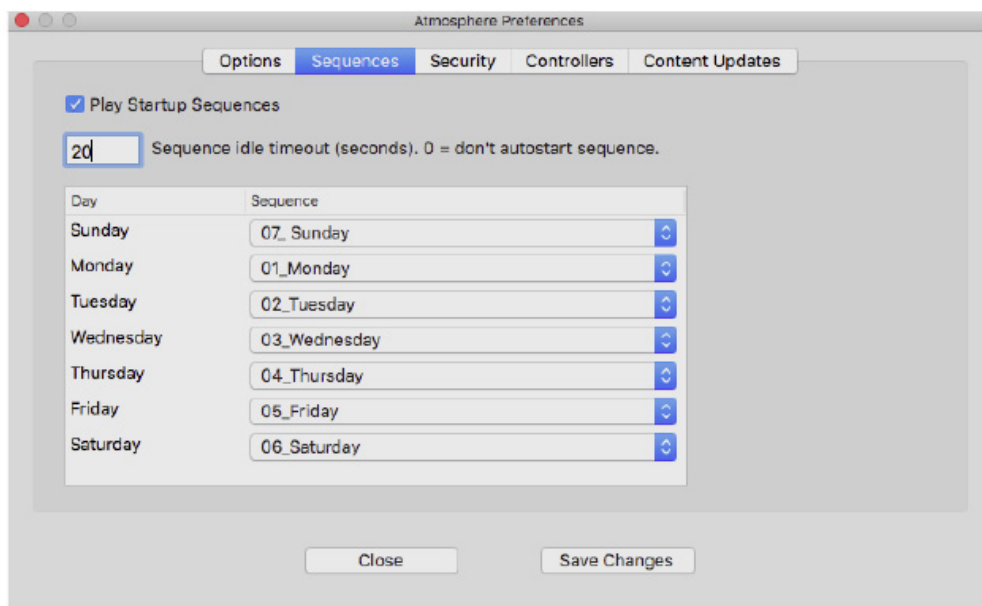 Atmosphere Preferences
Options Sequences Security Controllers Content Updates
Play Startup Sequences
20 Sequence idle timeout (seconds). 0 = don't autostart sequence.
Day Sequence
Sunday 07_ Sunday
Monday 01_Monday
Tuesday 02_Tuesday
Wednesday 03_Wednesday
Thursday 04_Thursday
Friday 05_Friday
Saturday 06_Saturday
Close Save Changes